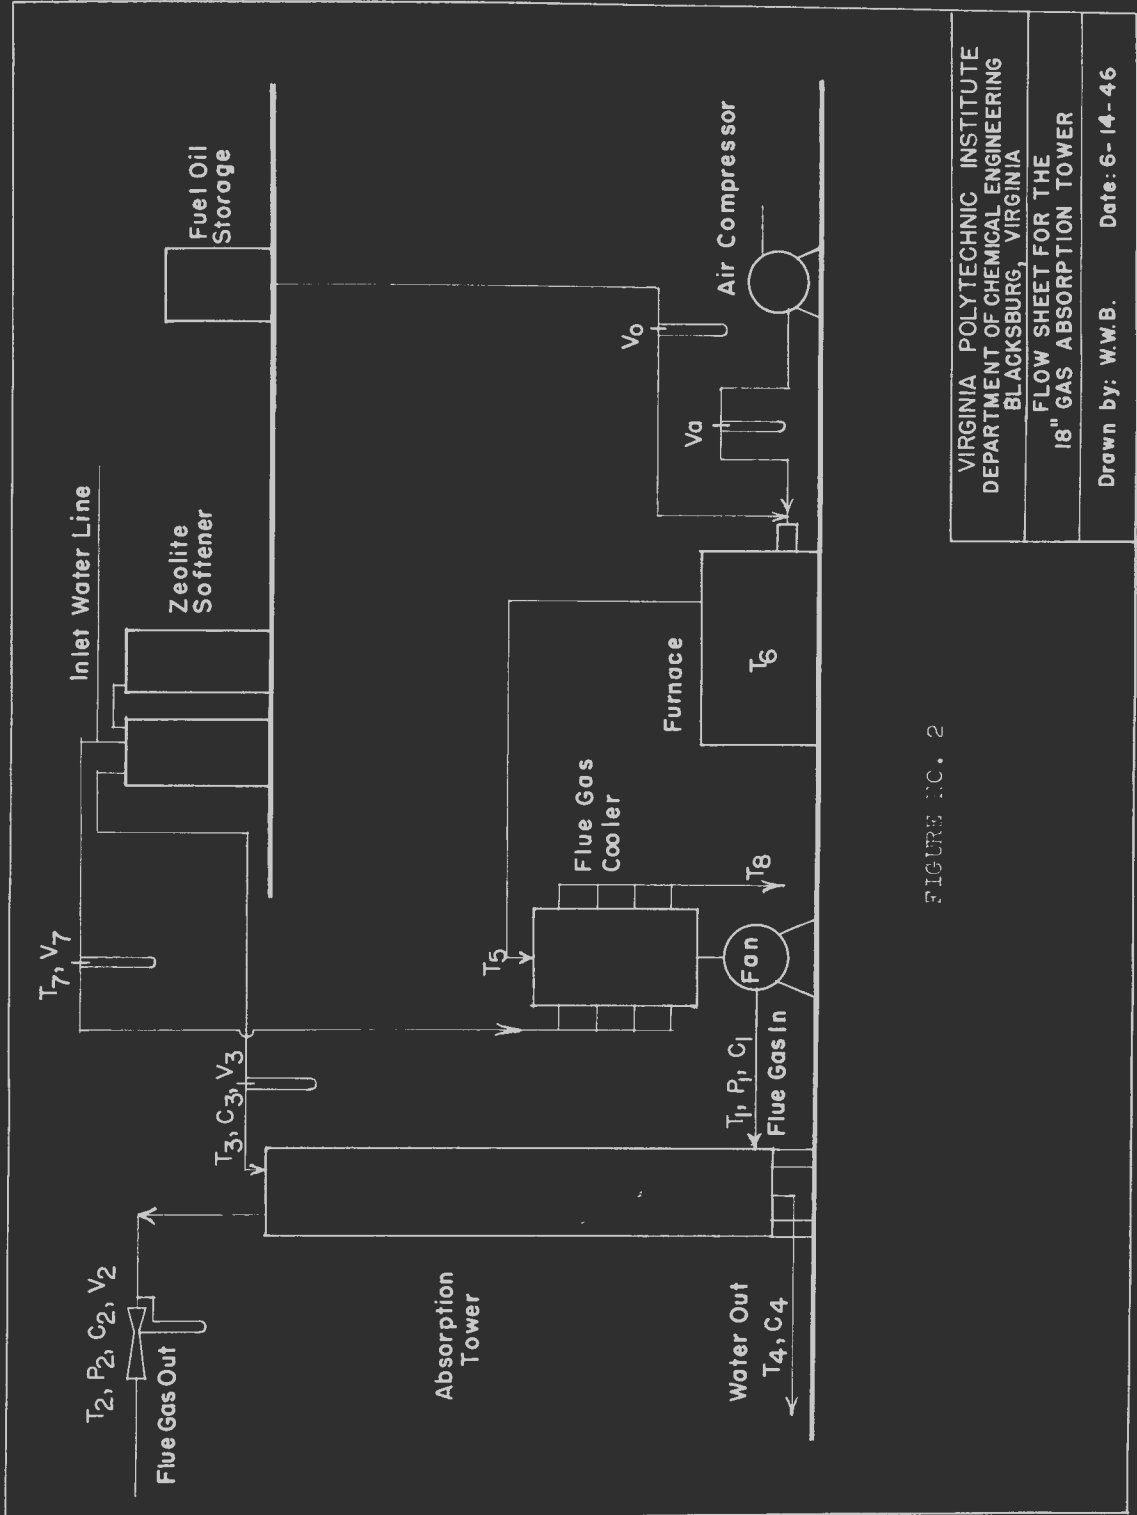 Inlet Water Line
Zeolite
Softener
Fuel Oil
Storage
T7, V7
T2, P2, C2, V2
Flue Gas Out
T3, C3, V3
Absorption
Tower
T5
Flue Gas
Cooler
T8
Fan
T1, P1, C1
Flue Gas In
Water Out
T4, C4
Furnace
T6
Vo
Va
Air Compressor
FIGURE NO. 2
VIRGINIA POLYTECHNIC INSTITUTE
DEPARTMENT OF CHEMICAL ENGINEERING
BLACKSBURG, VIRGINIA
FLOW SHEET FOR THE
18" GAS ABSORPTION TOWER
Drawn by: W.W.B. Date: 6-14-46